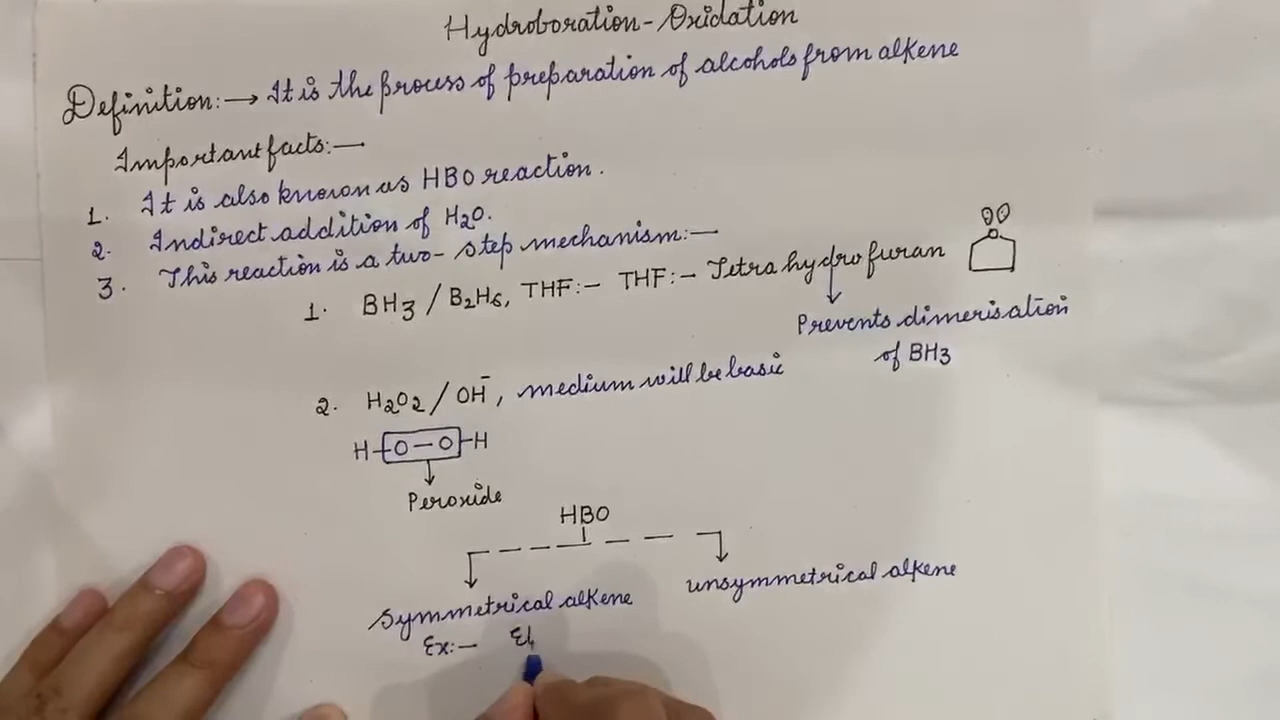 Hydroboration-Oxidation
Definition:→ It is the process of preparation of alcohols from alkene
Important facts:—
1. It is also known as HBO reaction.
2. Indirect addition of H2O.
3. This reaction is a two-step mechanism:—
1. BH3 / B2H6, THF:- THF:- Tetrahydrofuran
Prevents dimerisation
of BH3
2. H2O2 / OH⁻, medium will be basic
H-O-O-H
Peroxide
HBO
Symmetrical alkene
unsymmetrical alkene
Ex:-